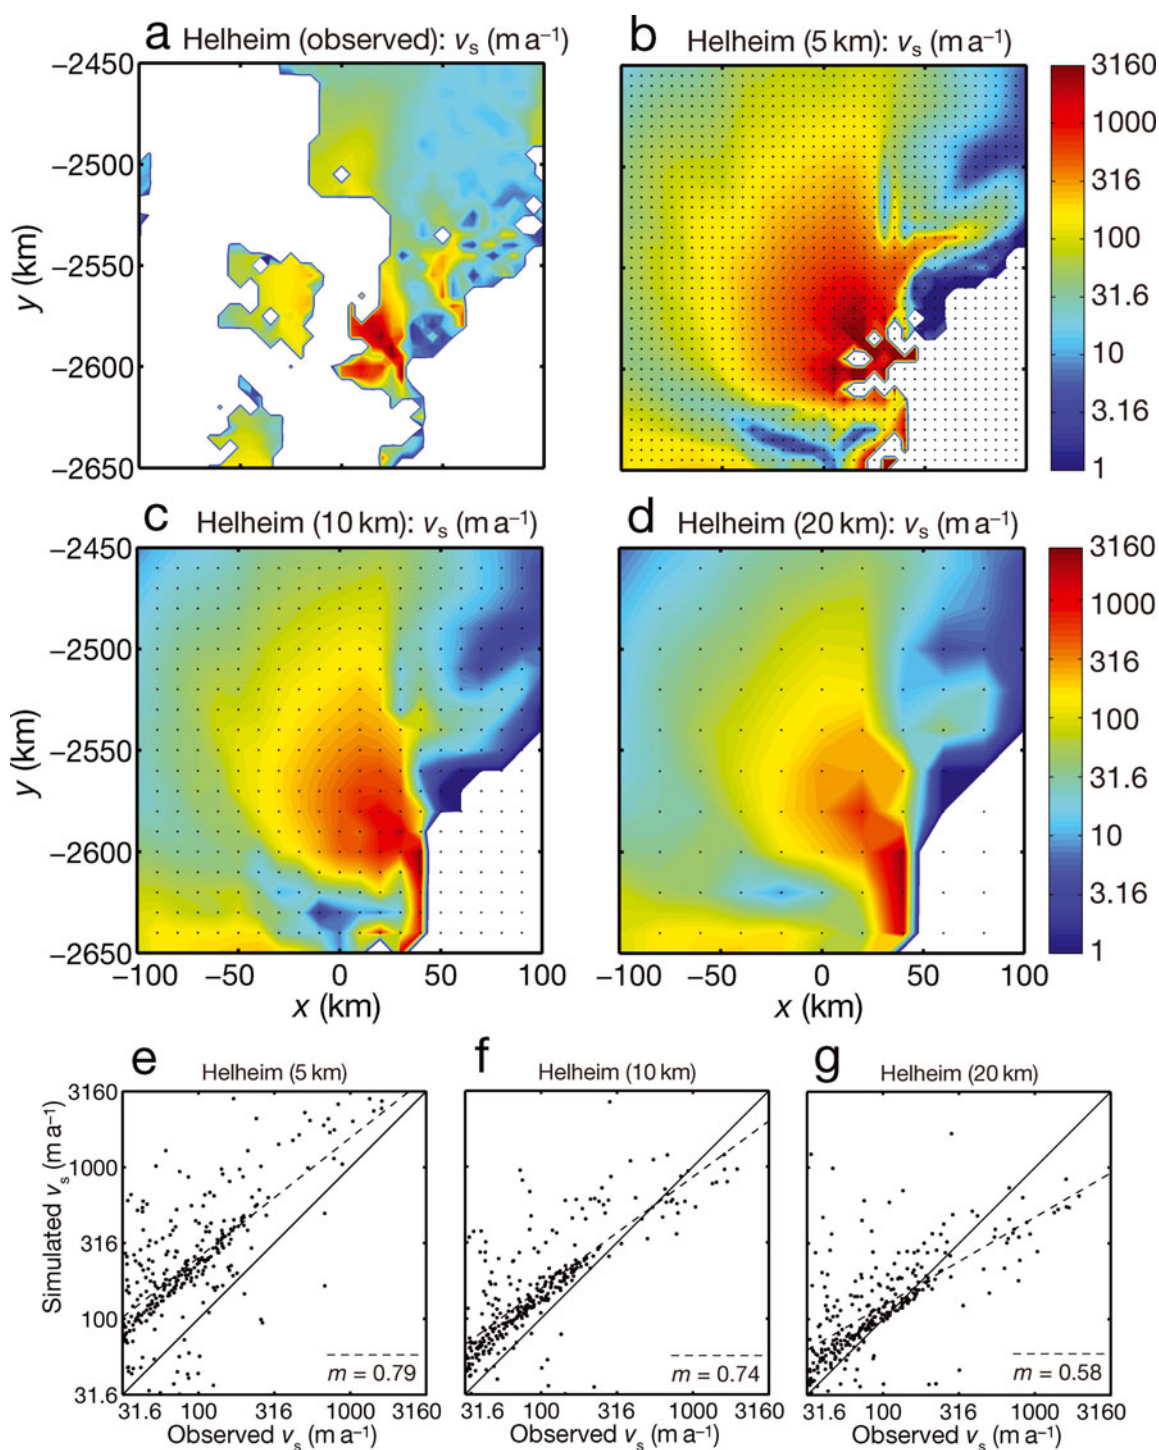 a Helheim (observed): vs (m a–1)
b Helheim (5 km): vs (m a–1)
y (km)
–2450
–2500
–2550
–2600
–2650
3160
1000
316
100
31.6
10
3.16
1
c Helheim (10 km): vs (m a–1)
d Helheim (20 km): vs (m a–1)
y (km)
–2450
–2500
–2550
–2600
–2650
–100 –50 0 50 100
x (km)
–100 –50 0 50 100
x (km)
3160
1000
316
100
31.6
10
3.16
1
e Helheim (5 km)
f Helheim (10 km)
g Helheim (20 km)
Simulated vs (m a–1)
3160
1000
316
100
31.6
m = 0.79
m = 0.74
m = 0.58
31.6 100 316 1000 3160
31.6 100 316 1000 3160
31.6 100 316 1000 3160
Observed vs (m a–1)
Observed vs (m a–1)
Observed vs (m a–1)